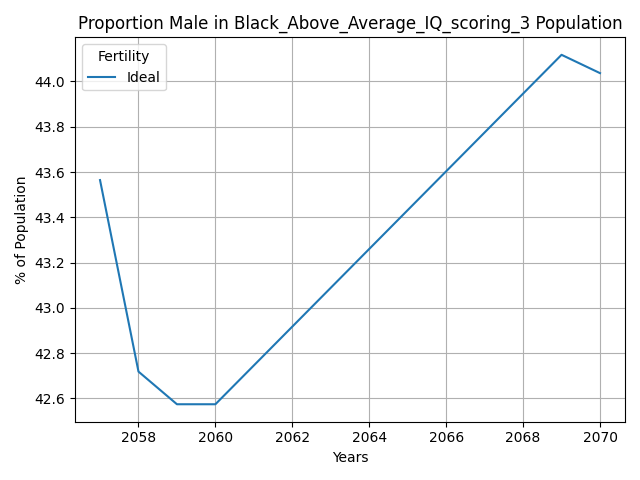 Proportion Male in Black_Above_Average_IQ_scoring_3 Population
Fertility
Ideal
% of Population
44.0
43.8
43.6
43.4
43.2
43.0
42.8
42.6
2058 2060 2062 2064 2066 2068 2070
Years